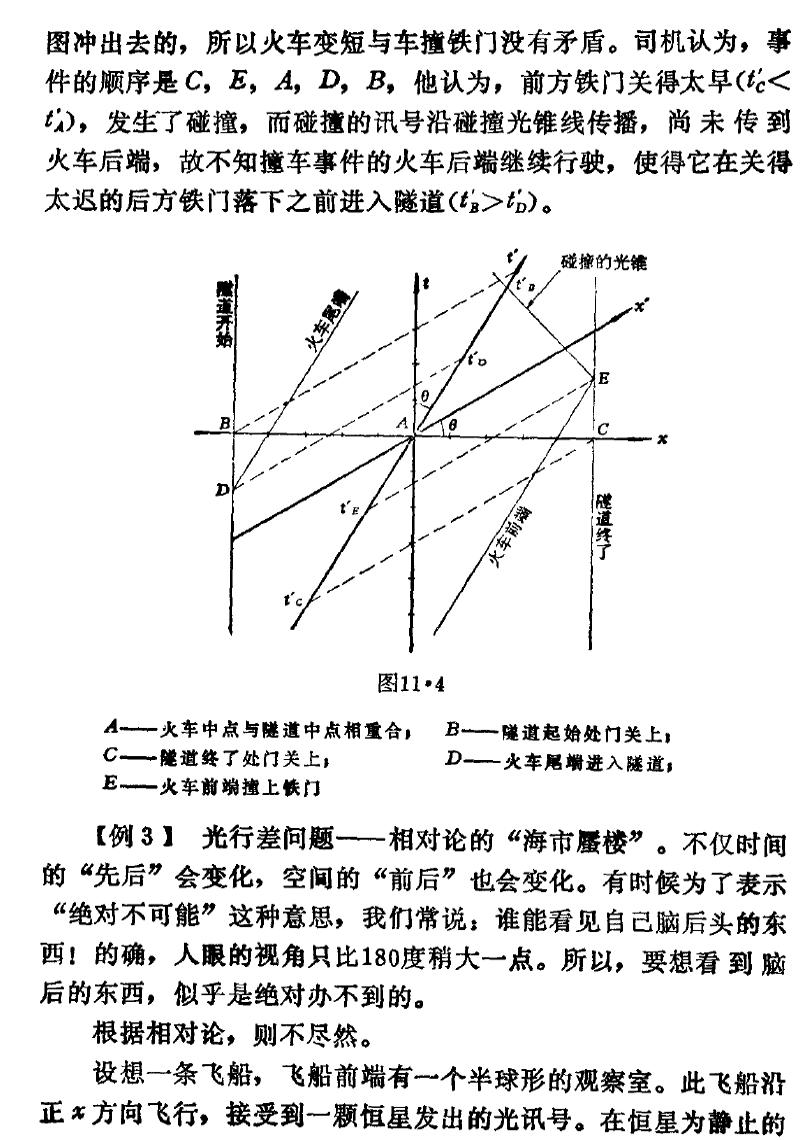 图冲出去的，所以火车变短与车撞铁门没有矛盾。司机认为，事
件的顺序是C，E，A，D，B，他认为，前方铁门关得太早(t′C＜
t′A)，发生了碰撞，而碰撞的讯号沿碰撞光锥线传播，尚未传到
火车后端，故不知撞车事件的火车后端继续行驶，使得它在关得
太迟的后方铁门落下之前进入隧道(t′B＞t′D)。
隧道开始
火车尾端
t
t′
t′B
碰撞的光锥
x′
t′D
E
θ
B
A
θ
C
x
D
t′E
火车前端
隧道终了
t′C
图11·4
A——火车中点与隧道中点相重合； B——隧道起始处门关上；
C——隧道终了处门关上； D——火车尾端进入隧道；
E——火车前端撞上铁门
【例3】 光行差问题——相对论的“海市蜃楼”。不仅时间
的“先后”会变化，空间的“前后”也会变化。有时候为了表示
“绝对不可能”这种意思，我们常说：谁能看见自己脑后头的东
西！的确，人眼的视角只比180度稍大一点。所以，要想看到脑
后的东西，似乎是绝对办不到的。
根据相对论，则不尽然。
设想一条飞船，飞船前端有一个半球形的观察室。此飞船沿
正x方向飞行，接受到一颗恒星发出的光讯号。在恒星为静止的